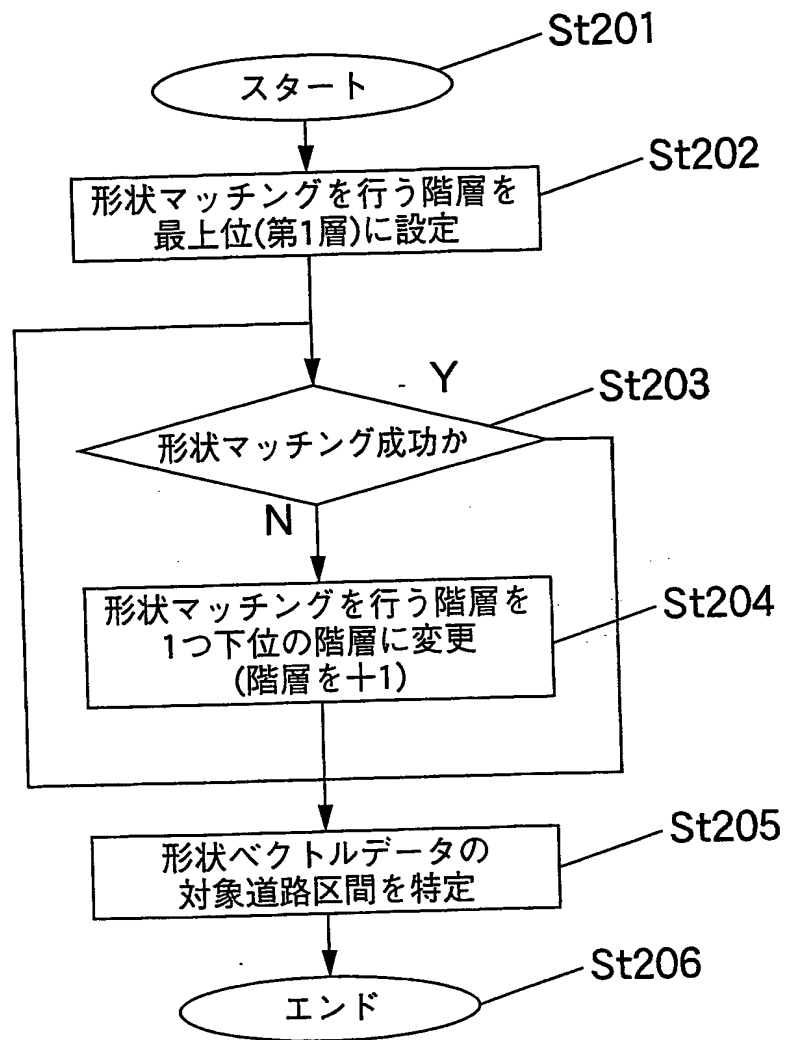 St201
スタート
St202
形状マッチングを行う階層を
最上位(第1層)に設定
Y
St203
形状マッチング成功か
N
形状マッチングを行う階層を
1つ下位の階層に変更
(階層を+1)
St204
St205
形状ベクトルデータの
対象道路区間を特定
St206
エンド